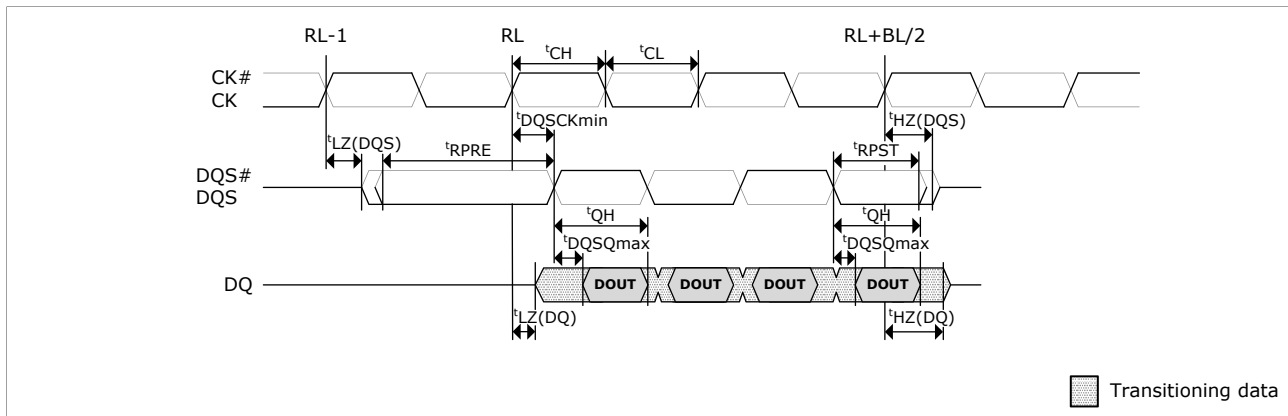 RL-1 RL RL+BL/2
tCH tCL
CK#
CK
tDQSCKmin tHZ(DQS)
tLZ(DQS) tRPRE tRPST
DQS#
DQS
tQH tQH
tDQSQmax tDQSQmax
DQ DOUT DOUT DOUT DOUT
tLZ(DQ) tHZ(DQ)
Transitioning data